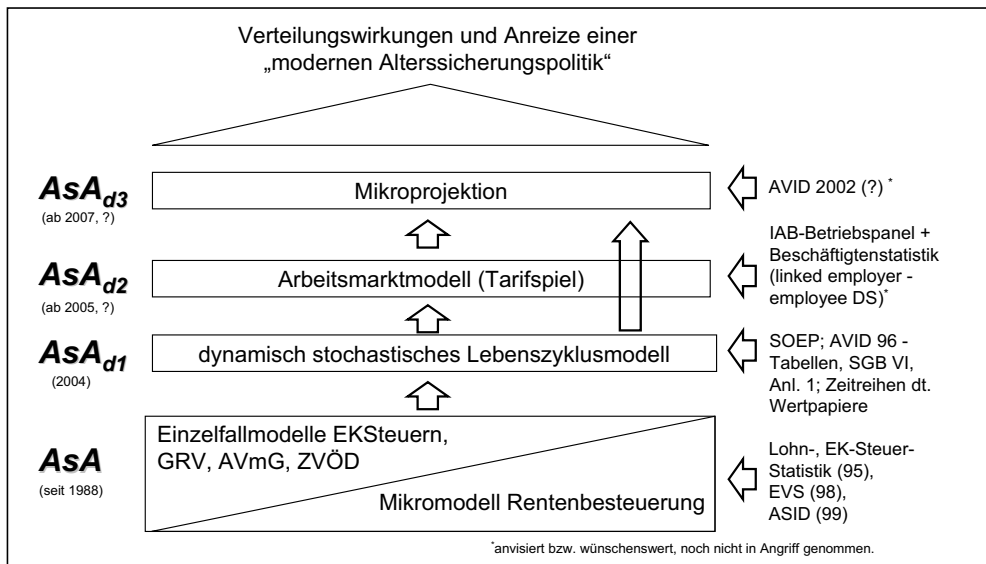 Verteilungswirkungen und Anreize einer
„modernen Alterssicherungspolitik“
AsAd3
(ab 2007, ?)
Mikroprojektion
AVID 2002 (?) *
AsAd2
(ab 2005, ?)
Arbeitsmarktmodell (Tarifspiel)
IAB-Betriebspanel +
Beschäftigtenstatistik
(linked employer -
employee DS)*
AsAd1
(2004)
dynamisch stochastisches Lebenszyklusmodell
SOEP; AVID 96 -
Tabellen, SGB VI,
Anl. 1; Zeitreihen dt.
Wertpapiere
AsA
(seit 1988)
Einzelfallmodelle EKSteuern,
GRV, AVmG, ZVÖD
Mikromodell Rentenbesteuerung
Lohn-, EK-Steuer-
Statistik (95),
EVS (98),
ASID (99)
*anvisiert bzw. wünschenswert, noch nicht in Angriff genommen.